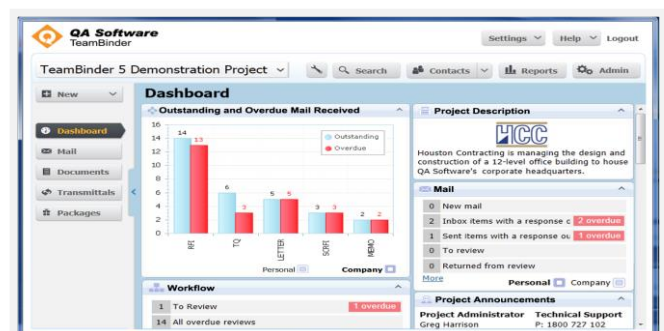 QA Software
TeamBinder
Settings Help Logout
TeamBinder 5 Demonstration Project
Search Contacts Reports Admin
New
Dashboard
Mail
Documents
Transmittals
Packages
Dashboard
Outstanding and Overdue Mail Received
16
14
12
10
8
6
4
2
0
14 13
6 3
5 5
3 3
2 2
Outstanding
Overdue
RFI TQ LETTER SCRFI MEMO
Personal Company
Workflow
1 To Review 1 overdue
14 All overdue reviews
Project Description
HCC
Houston Contracting is managing the design and
construction of a 12-level office building to house
QA Software's corporate headquarters.
Mail
0 New mail
2 Inbox items with a response c 2 overdue
1 Sent items with a response ou 1 overdue
0 To review
0 Returned from review
More Personal Company
Project Announcements
Project Administrator Technical Support
Greg Harrison P: 1800 727 102